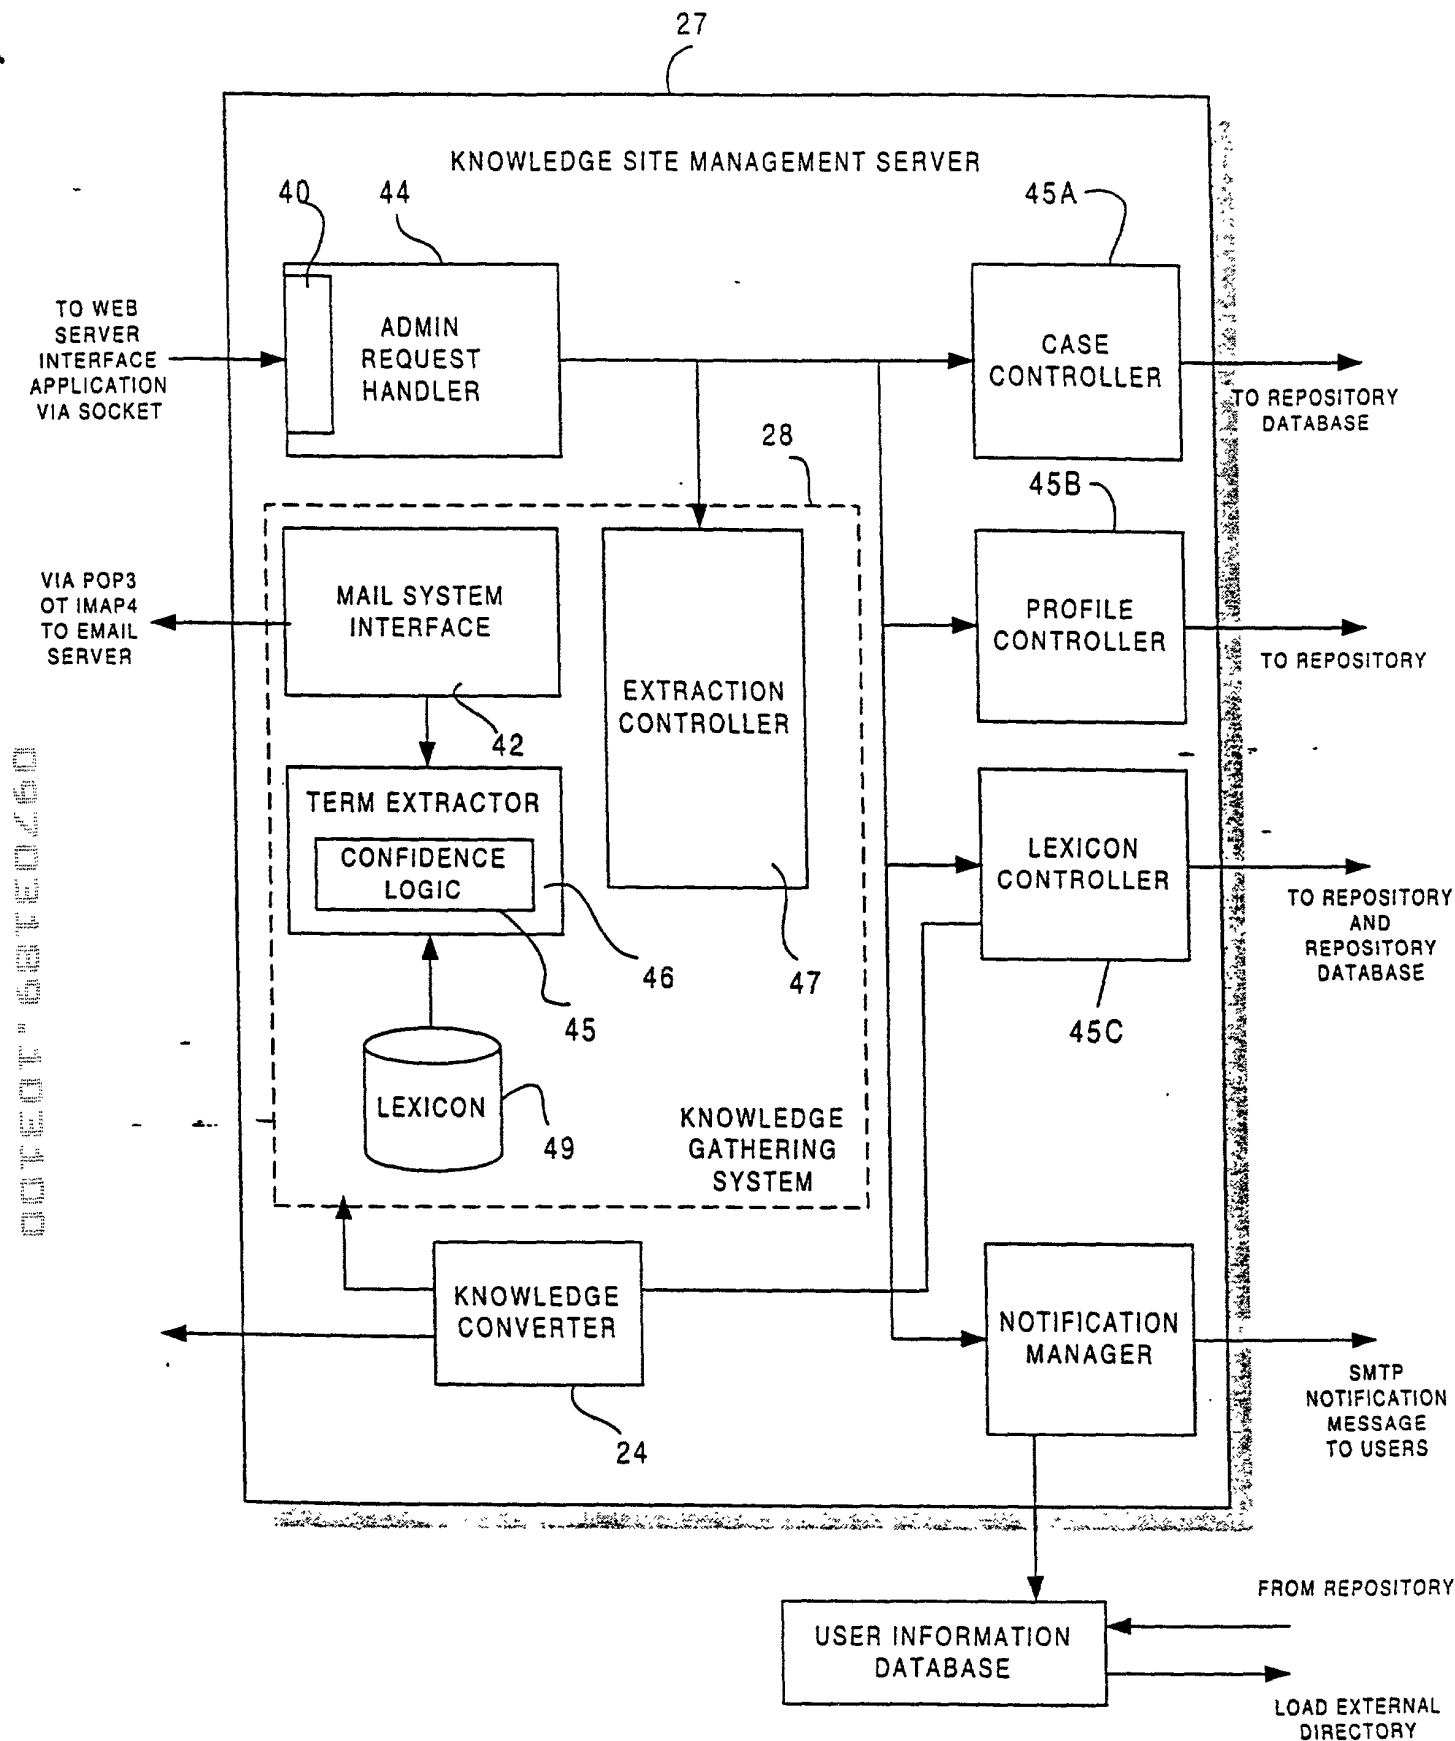 27
KNOWLEDGE SITE MANAGEMENT SERVER
40
44
45A
TO WEB
SERVER
INTERFACE
APPLICATION
VIA SOCKET
ADMIN
REQUEST
HANDLER
CASE
CONTROLLER
TO REPOSITORY
DATABASE
28
45B
VIA POP3
OT IMAP4
TO EMAIL
SERVER
MAIL SYSTEM
INTERFACE
42
EXTRACTION
CONTROLLER
47
PROFILE
CONTROLLER
TO REPOSITORY
TERM EXTRACTOR
CONFIDENCE
LOGIC
46
45
LEXICON
CONTROLLER
45C
TO REPOSITORY
AND
REPOSITORY
DATABASE
LEXICON
49
KNOWLEDGE
GATHERING
SYSTEM
KNOWLEDGE
CONVERTER
24
NOTIFICATION
MANAGER
SMTP
NOTIFICATION
MESSAGE
TO USERS
USER INFORMATION
DATABASE
FROM REPOSITORY
LOAD EXTERNAL
DIRECTORY